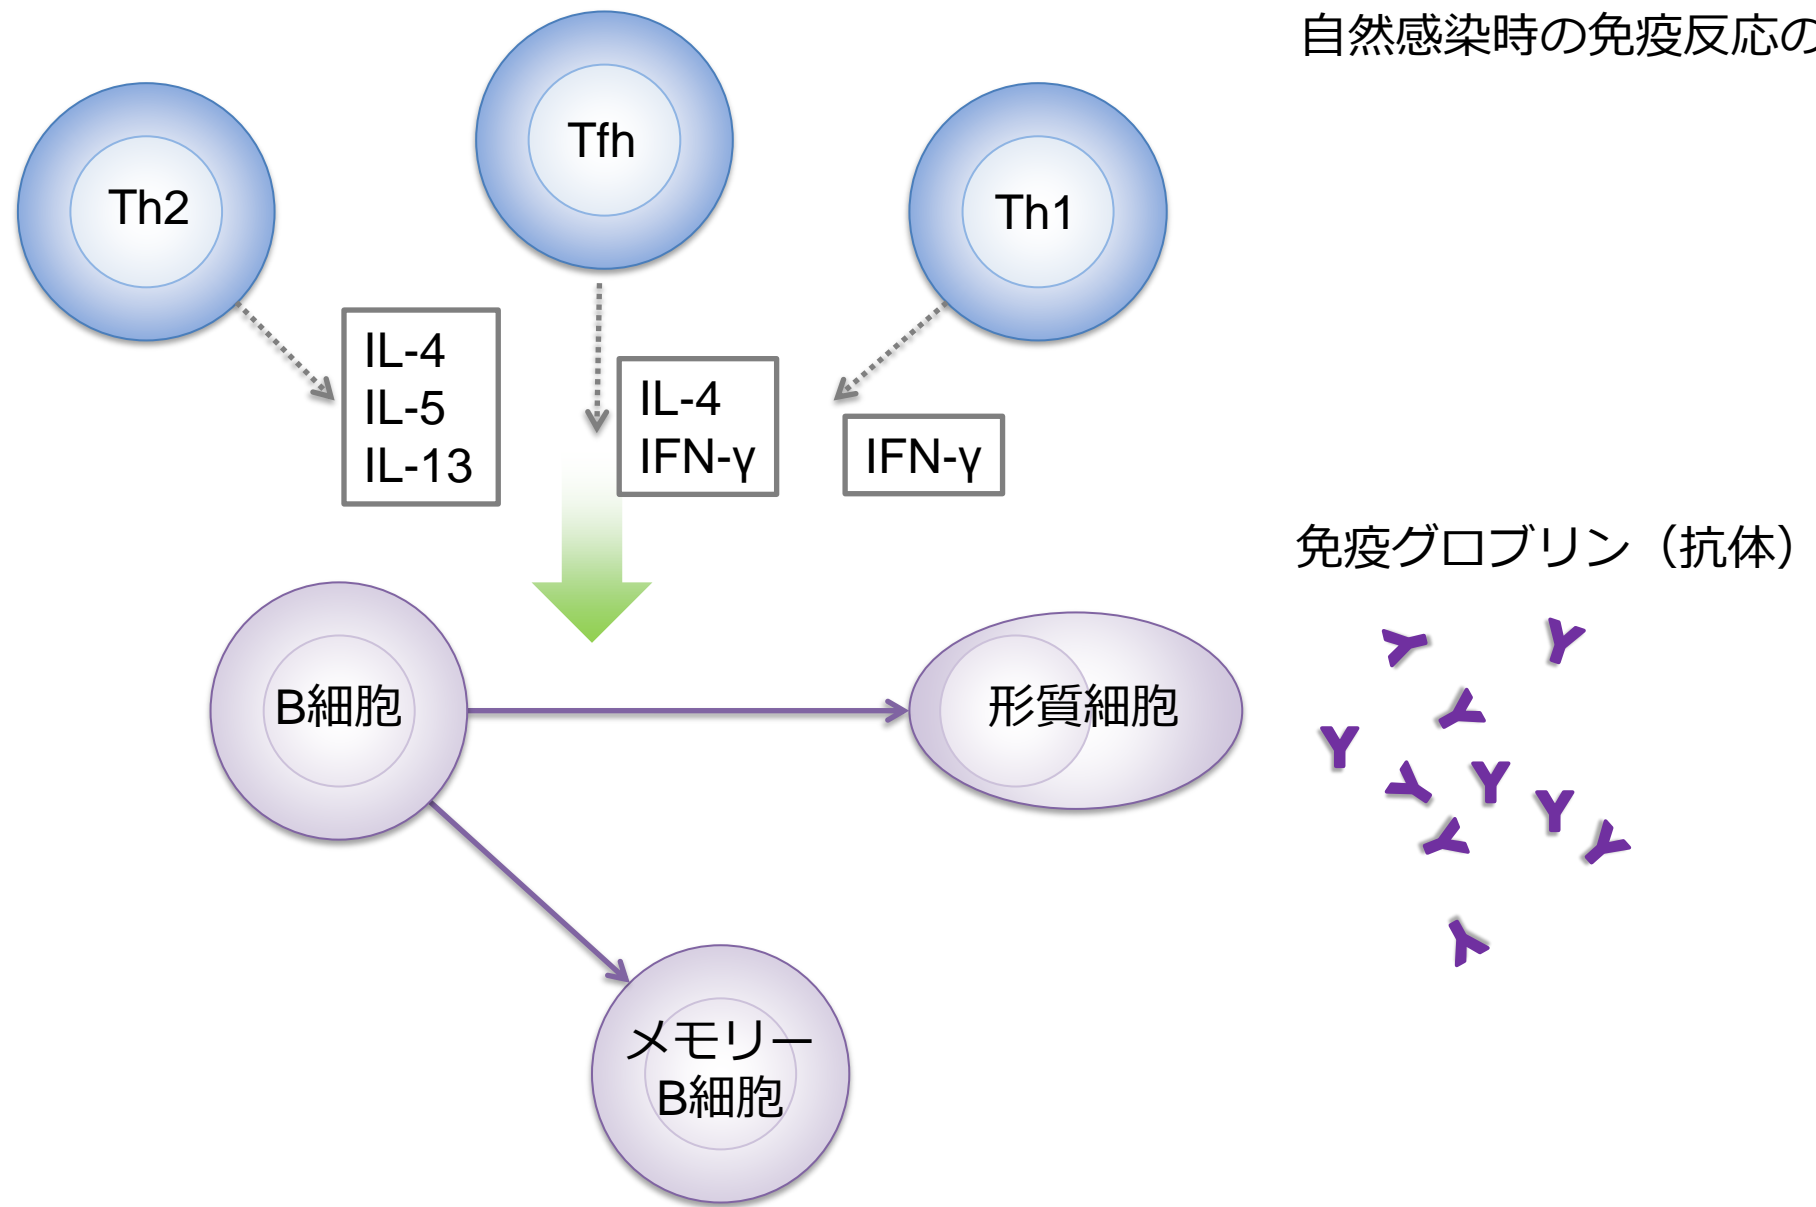 自然感染時の免疫反応の
Tfh
Th2
Th1
IL-4
IL-5
IL-13
IL-4
IFN-γ
IFN-γ
免疫グロブリン（抗体）
B細胞
形質細胞
メモリー
B細胞